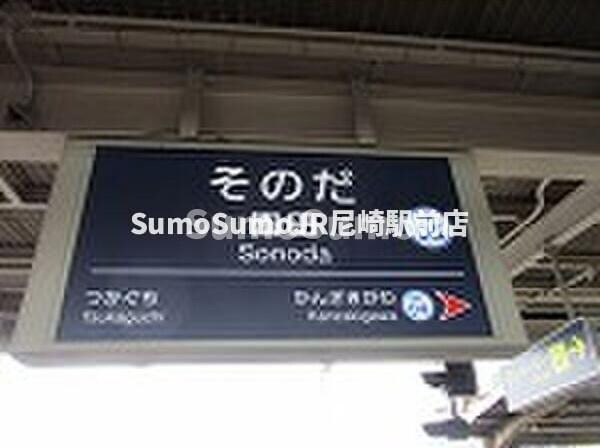 そのだ
SumoSumoJR尼崎駅前店
Sonoda
つかぐち
Tsukaguchi
かんざきがわ
Kanzakigawa